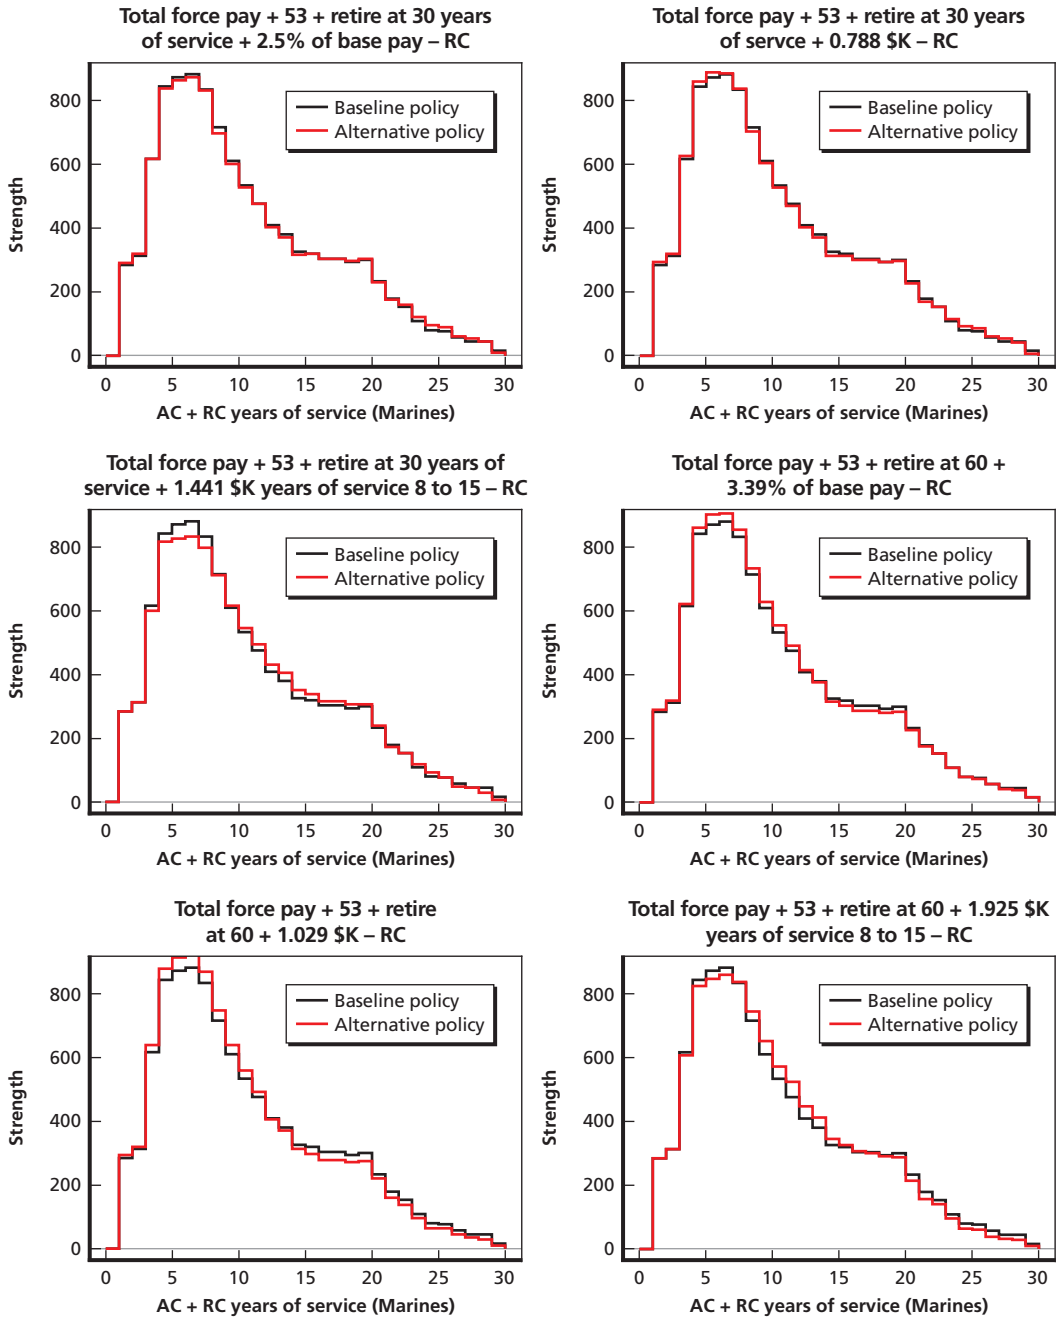 Total force pay + 53 + retire at 30 years
of service + 2.5% of base pay – RC
Strength
800
600
400
200
0
Baseline policy
Alternative policy
0 5 10 15 20 25 30
AC + RC years of service (Marines)
Total force pay + 53 + retire at 30 years
of servce + 0.788 $K – RC
Strength
800
600
400
200
0
Baseline policy
Alternative policy
0 5 10 15 20 25 30
AC + RC years of service (Marines)
Total force pay + 53 + retire at 30 years of
service + 1.441 $K years of service 8 to 15 – RC
Strength
800
600
400
200
0
Baseline policy
Alternative policy
0 5 10 15 20 25 30
AC + RC years of service (Marines)
Total force pay + 53 + retire at 60 +
3.39% of base pay – RC
Strength
800
600
400
200
0
Baseline policy
Alternative policy
0 5 10 15 20 25 30
AC + RC years of service (Marines)
Total force pay + 53 + retire
at 60 + 1.029 $K – RC
Strength
800
600
400
200
0
Baseline policy
Alternative policy
0 5 10 15 20 25 30
AC + RC years of service (Marines)
Total force pay + 53 + retire at 60 + 1.925 $K
years of service 8 to 15 – RC
Strength
800
600
400
200
0
Baseline policy
Alternative policy
0 5 10 15 20 25 30
AC + RC years of service (Marines)